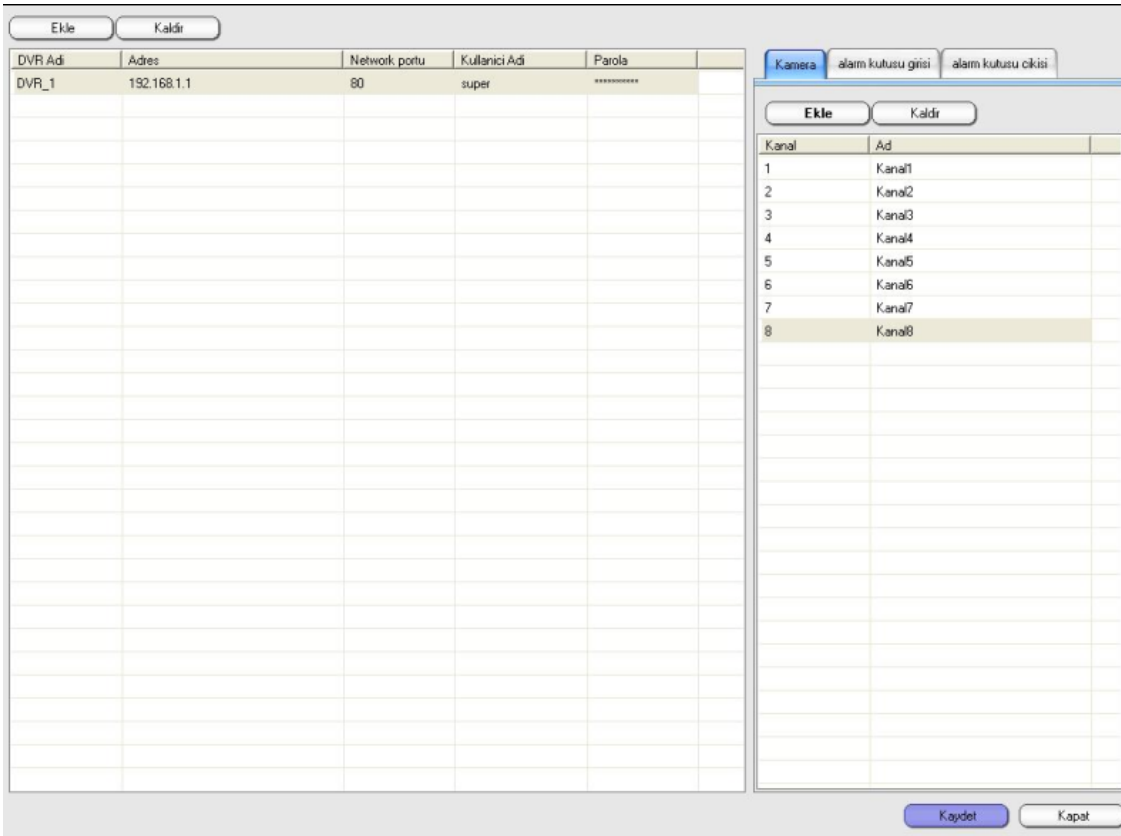 Ekle Kaldir
DVR Adi Adres Network portu Kullanici Adi Parola
DVR_1 192.168.1.1 80 super **********
Kamera alarm kutusu girisi alarm kutusu cikisi
Ekle Kaldir
Kanal Ad
1 Kanal1
2 Kanal2
3 Kanal3
4 Kanal4
5 Kanal5
6 Kanal6
7 Kanal7
8 Kanal8
Kaydet Kapat